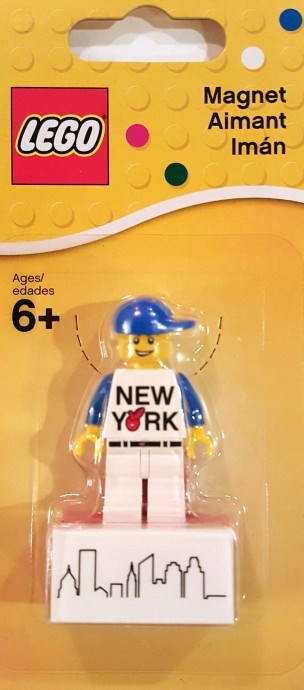 Magnet
Aimant
Imán
LEGO
Ages/
edades
6+
NEW
YORK